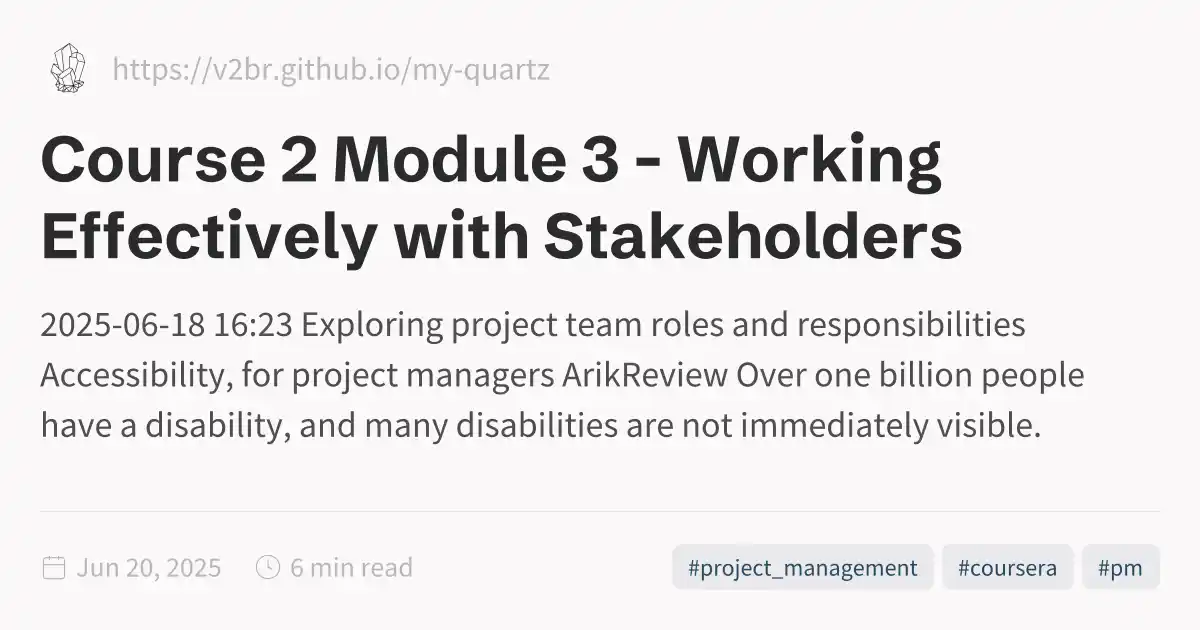 https://v2br.github.io/my-quartz
Course 2 Module 3 - Working
Effectively with Stakeholders
2025-06-18 16:23 Exploring project team roles and responsibilities
Accessibility, for project managers ArikReview Over one billion people
have a disability, and many disabilities are not immediately visible.
Jun 20, 2025 6 min read #project_management #coursera #pm